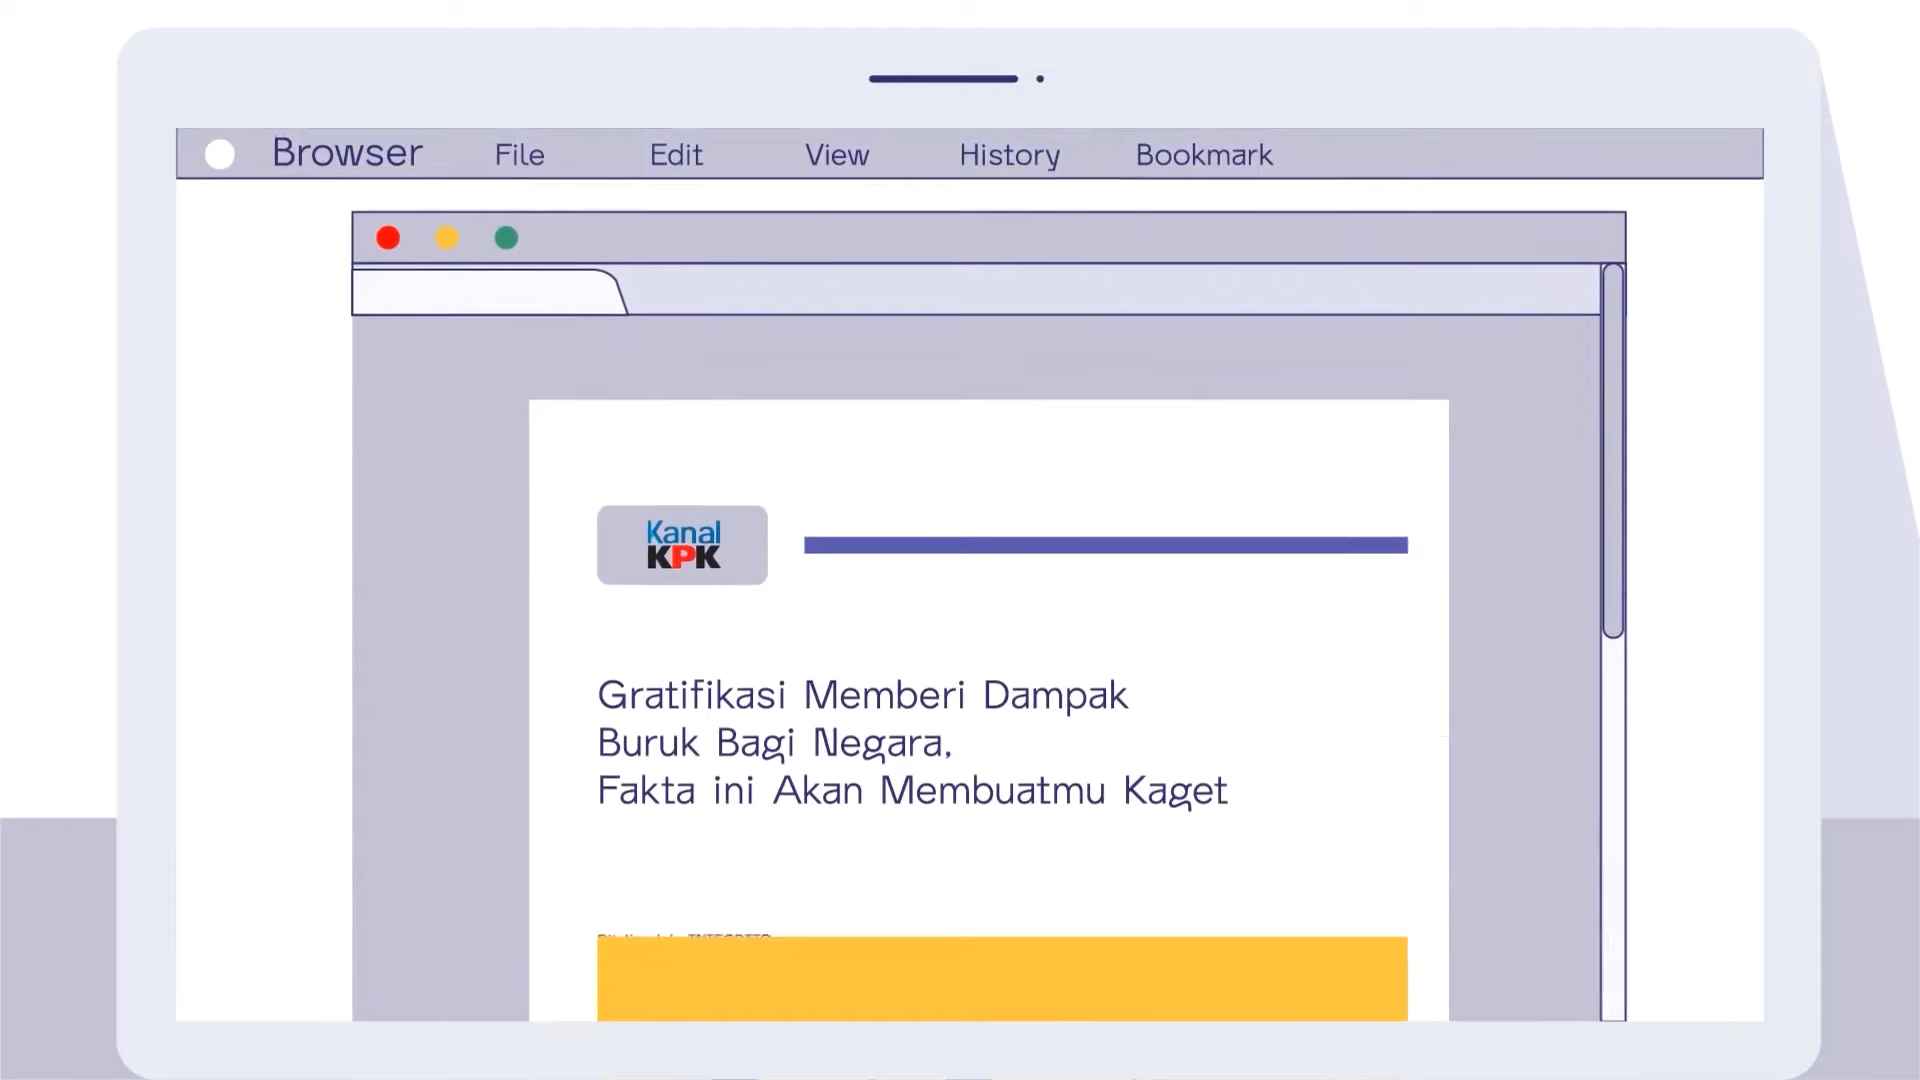 Browser File Edit View History Bookmark
Kanal
KPK
Gratifikasi Memberi Dampak
Buruk Bagi Negara,
Fakta ini Akan Membuatmu Kaget